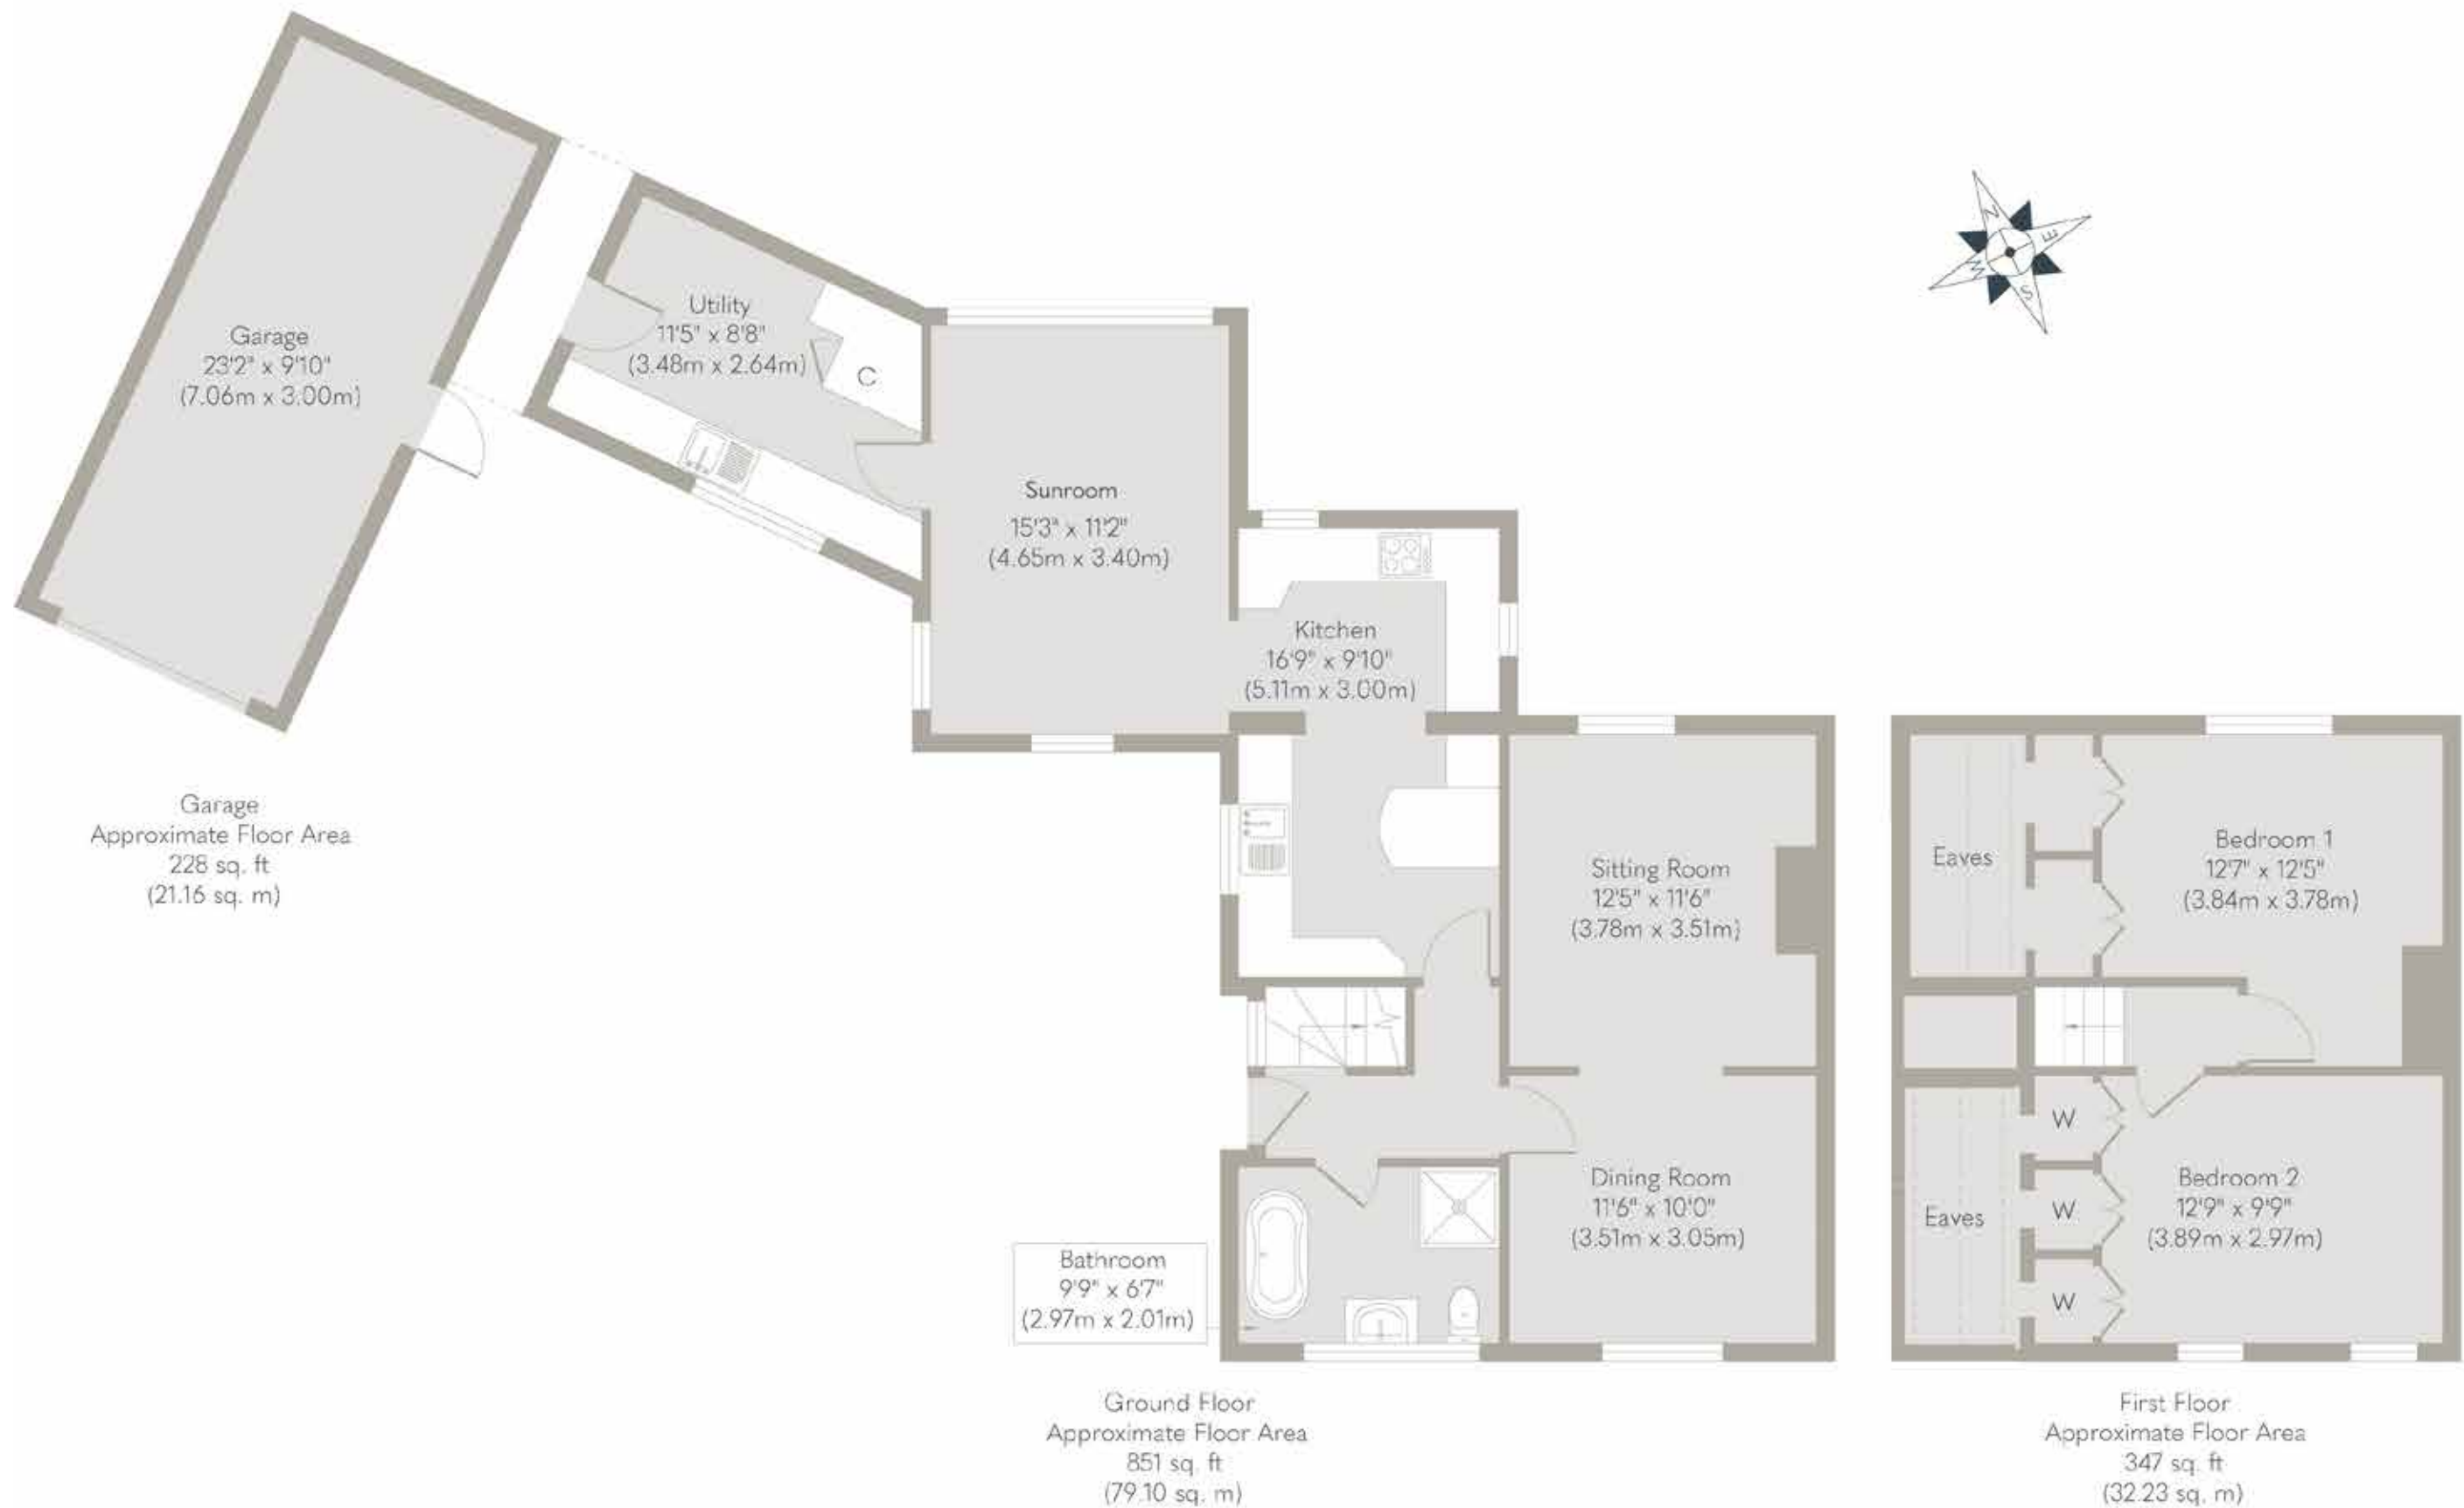 Garage
23'2" x 9'10"
(7.06m x 3.00m)
Utility
11'5" x 8'8"
(3.48m x 2.64m)
C
Sunroom
15'3" x 11'2"
(4.65m x 3.40m)
Kitchen
16'9" x 9'10"
(5.11m x 3.00m)
N
E
S
W
Garage
Approximate Floor Area
228 sq. ft
(21.16 sq. m)
Sitting Room
12'5" x 11'6"
(3.78m x 3.51m)
Dining Room
11'6" x 10'0"
(3.51m x 3.05m)
Bathroom
9'9" x 6'7"
(2.97m x 2.01m)
Ground Floor
Approximate Floor Area
851 sq. ft
(79.10 sq. m)
Eaves
Bedroom 1
12'7" x 12'5"
(3.84m x 3.78m)
W
W
W
Eaves
Bedroom 2
12'9" x 9'9"
(3.89m x 2.97m)
First Floor
Approximate Floor Area
347 sq. ft
(32.23 sq. m)